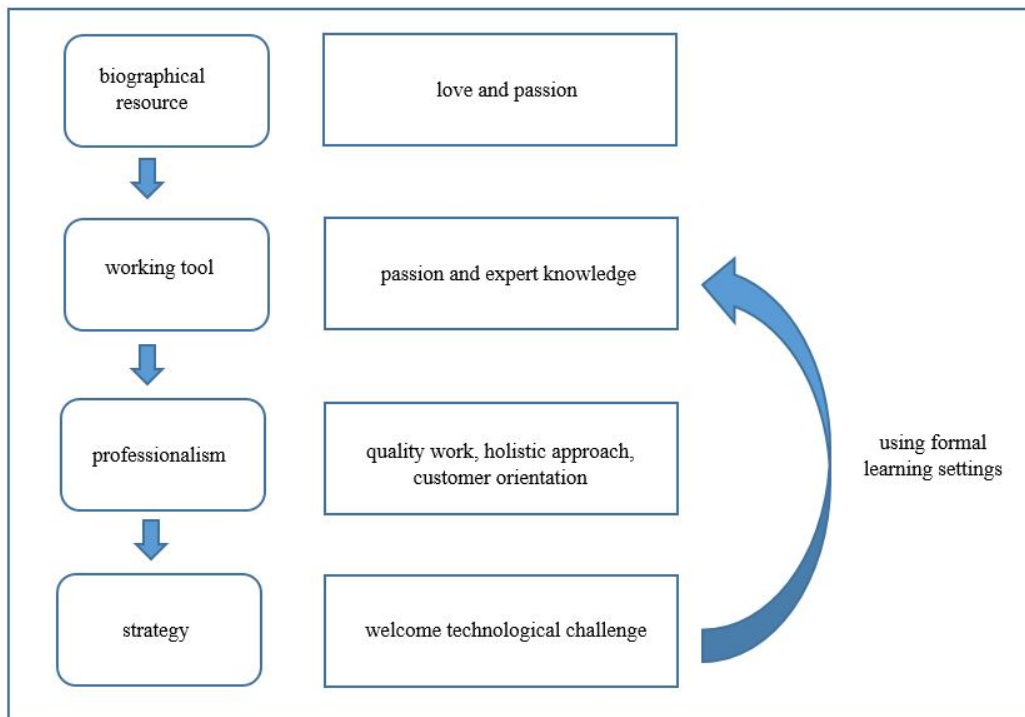 biographical
resource
love and passion
working tool
passion and expert knowledge
professionalism
quality work, holistic approach,
customer orientation
using formal
learning settings
strategy
welcome technological challenge